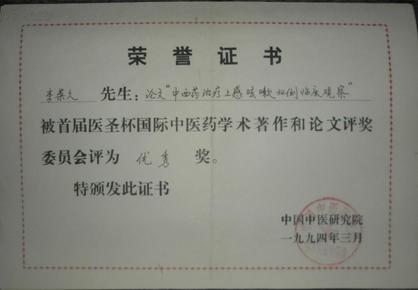 荣誉证书
李荣久 先生：论文"中西药治疗上感咳嗽 例临床观察"
被首届医圣杯国际中医药学术著作和论文评奖
委员会评为 优秀 奖。
特颁发此证书
中国中医研究院
一九九四年三月